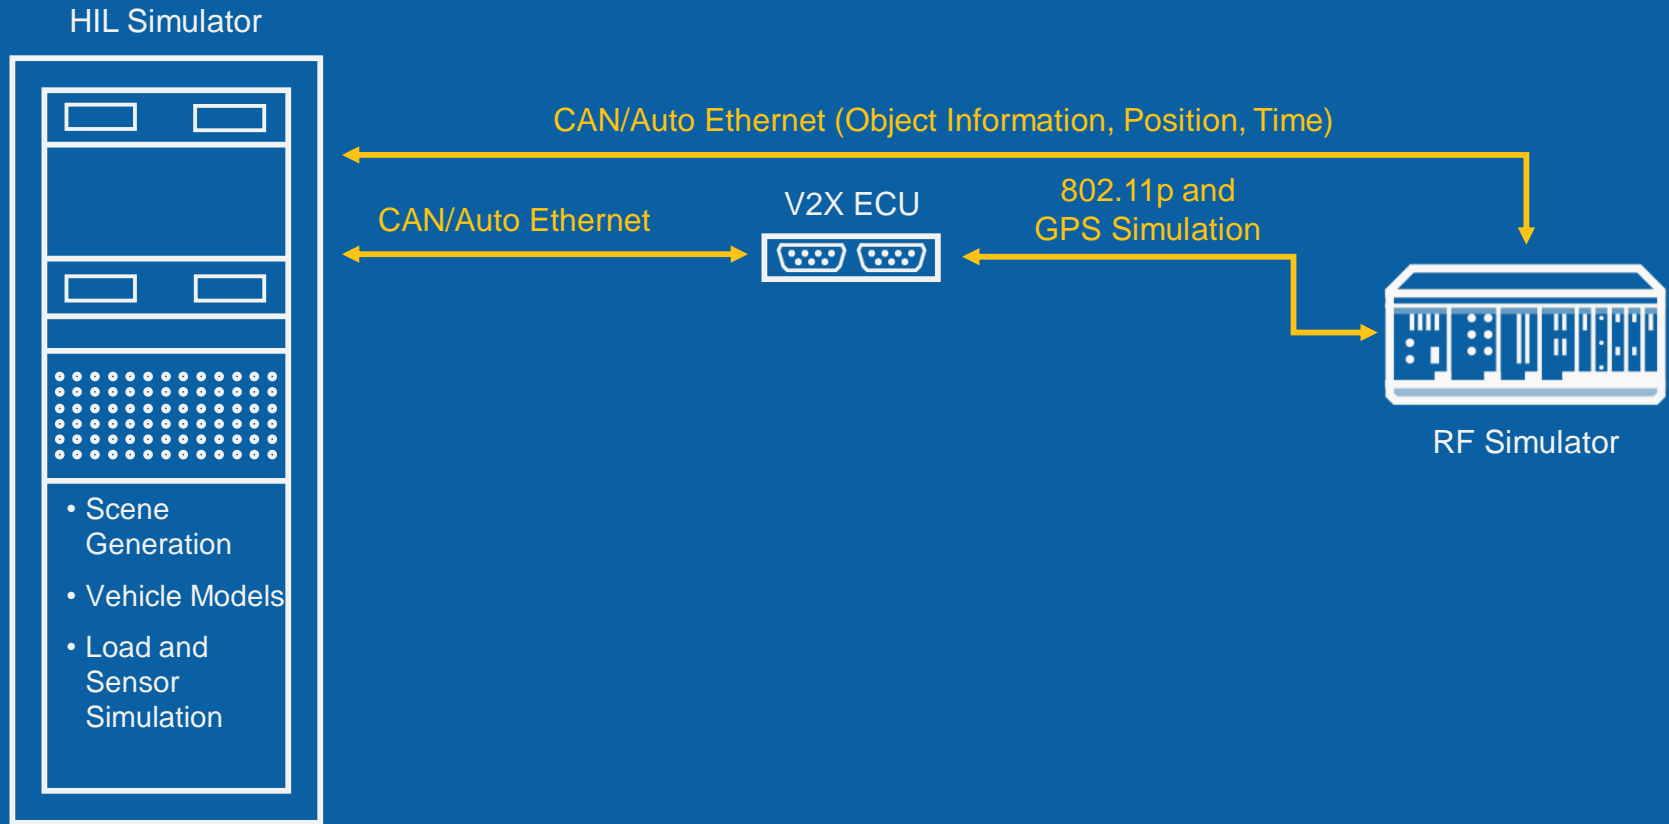 HIL Simulator
CAN/Auto Ethernet (Object Information, Position, Time)
CAN/Auto Ethernet
V2X ECU
802.11p and
GPS Simulation
RF Simulator
• Scene
Generation
• Vehicle Models
• Load and
Sensor
Simulation